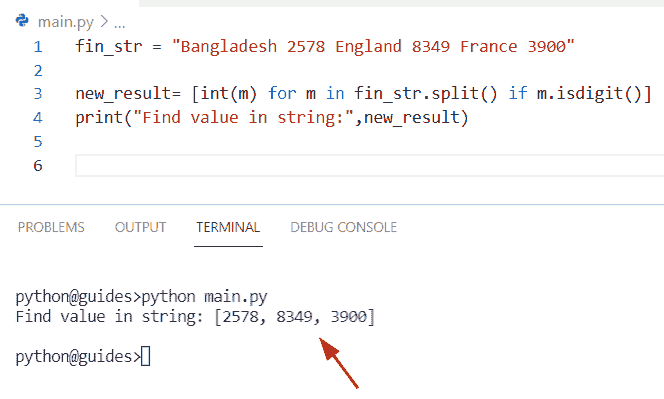 main.py > ...
1 fin_str = "Bangladesh 2578 England 8349 France 3900"
2
3 new_result= [int(m) for m in fin_str.split() if m.isdigit()]
4 print("Find value in string:",new_result)
5
6
PROBLEMS OUTPUT TERMINAL DEBUG CONSOLE
python@guides>python main.py
Find value in string: [2578, 8349, 3900]
python@guides>